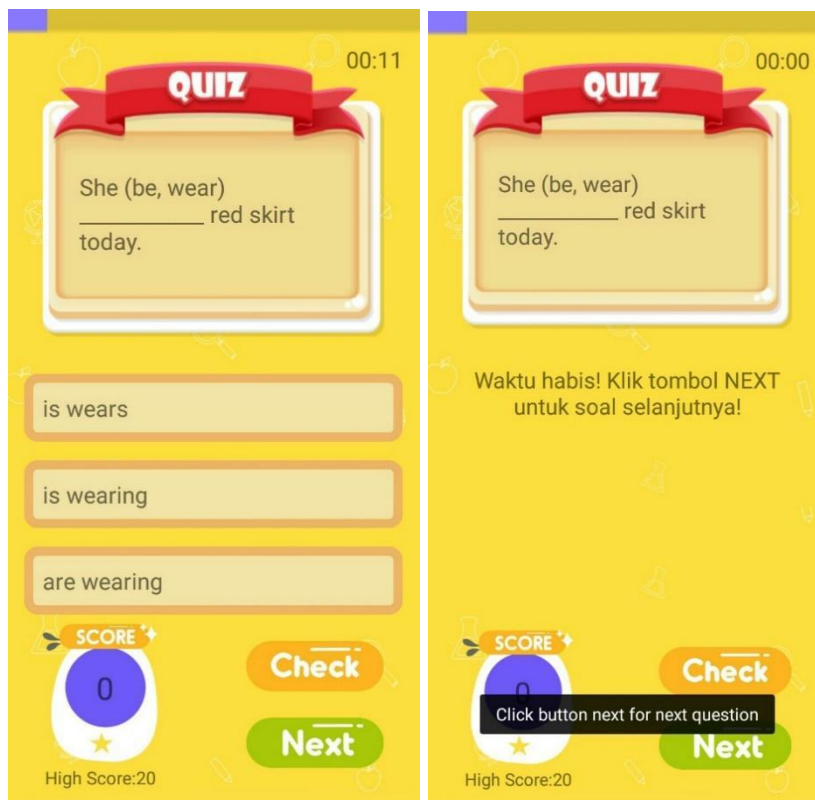 00:11
QUIZ
She (be, wear)
___________ red skirt
today.
is wears
is wearing
are wearing
SCORE
0
Check
Next
High Score:20
00:00
QUIZ
She (be, wear)
___________ red skirt
today.
Waktu habis! Klik tombol NEXT
untuk soal selanjutnya!
SCORE
0
Check
Click button next for next question
Next
High Score:20